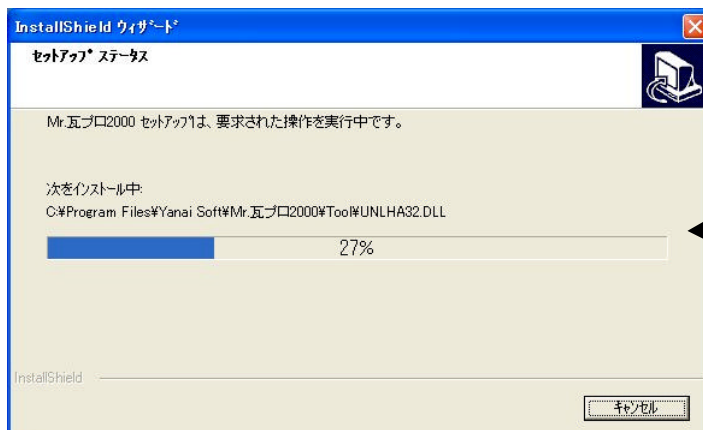 InstallShield ウィザード
セットアップ ステータス
Mr.瓦プロ2000 セットアップは、要求された操作を実行中です。
次をインストール中:
C:¥Program Files¥Yanai Soft¥Mr.瓦プロ2000¥Tool¥UNLHA32.DLL
27%
InstallShield
キャンセル